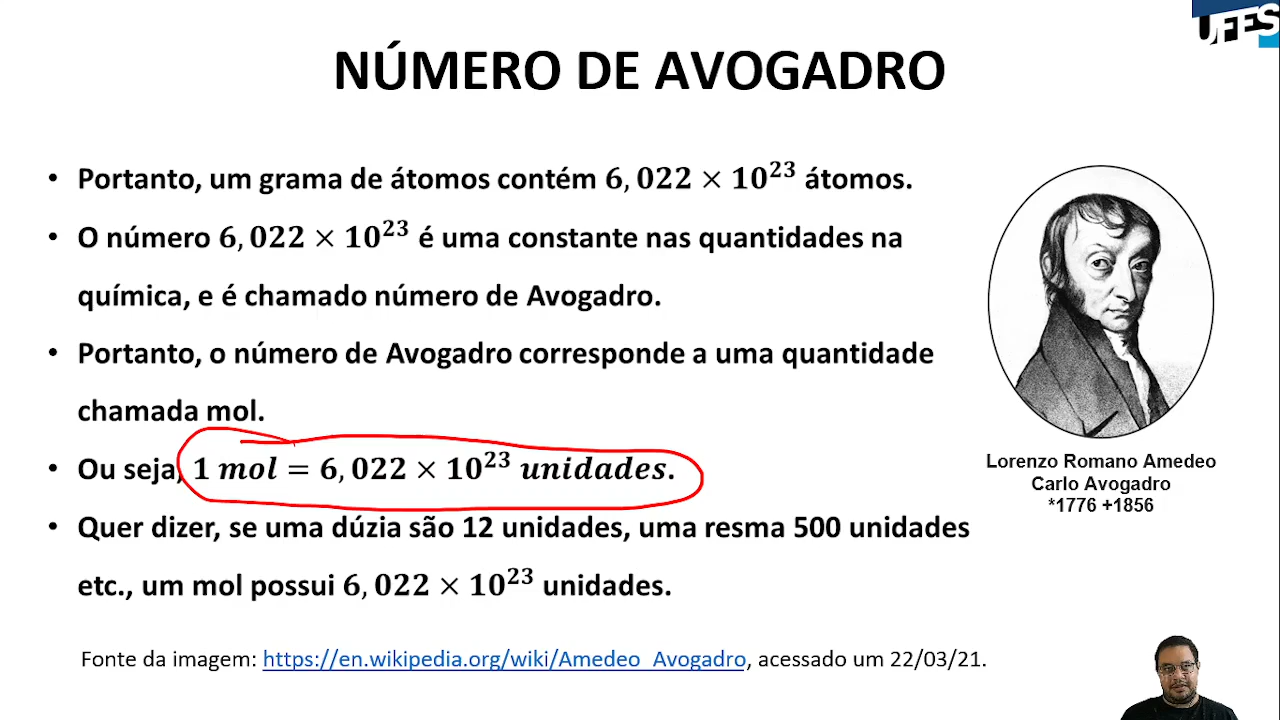 UFES
NÚMERO DE AVOGADRO
• Portanto, um grama de átomos contém 6,022 × 10²³ átomos.
• O número 6,022 × 10²³ é uma constante nas quantidades na
química, e é chamado número de Avogadro.
• Portanto, o número de Avogadro corresponde a uma quantidade
chamada mol.
• Ou seja, 1 mol = 6,022 × 10²³ unidades.
• Quer dizer, se uma dúzia são 12 unidades, uma resma 500 unidades
etc., um mol possui 6,022 × 10²³ unidades.
Lorenzo Romano Amedeo
Carlo Avogadro
*1776 +1856
Fonte da imagem: https://en.wikipedia.org/wiki/Amedeo_Avogadro, acessado um 22/03/21.